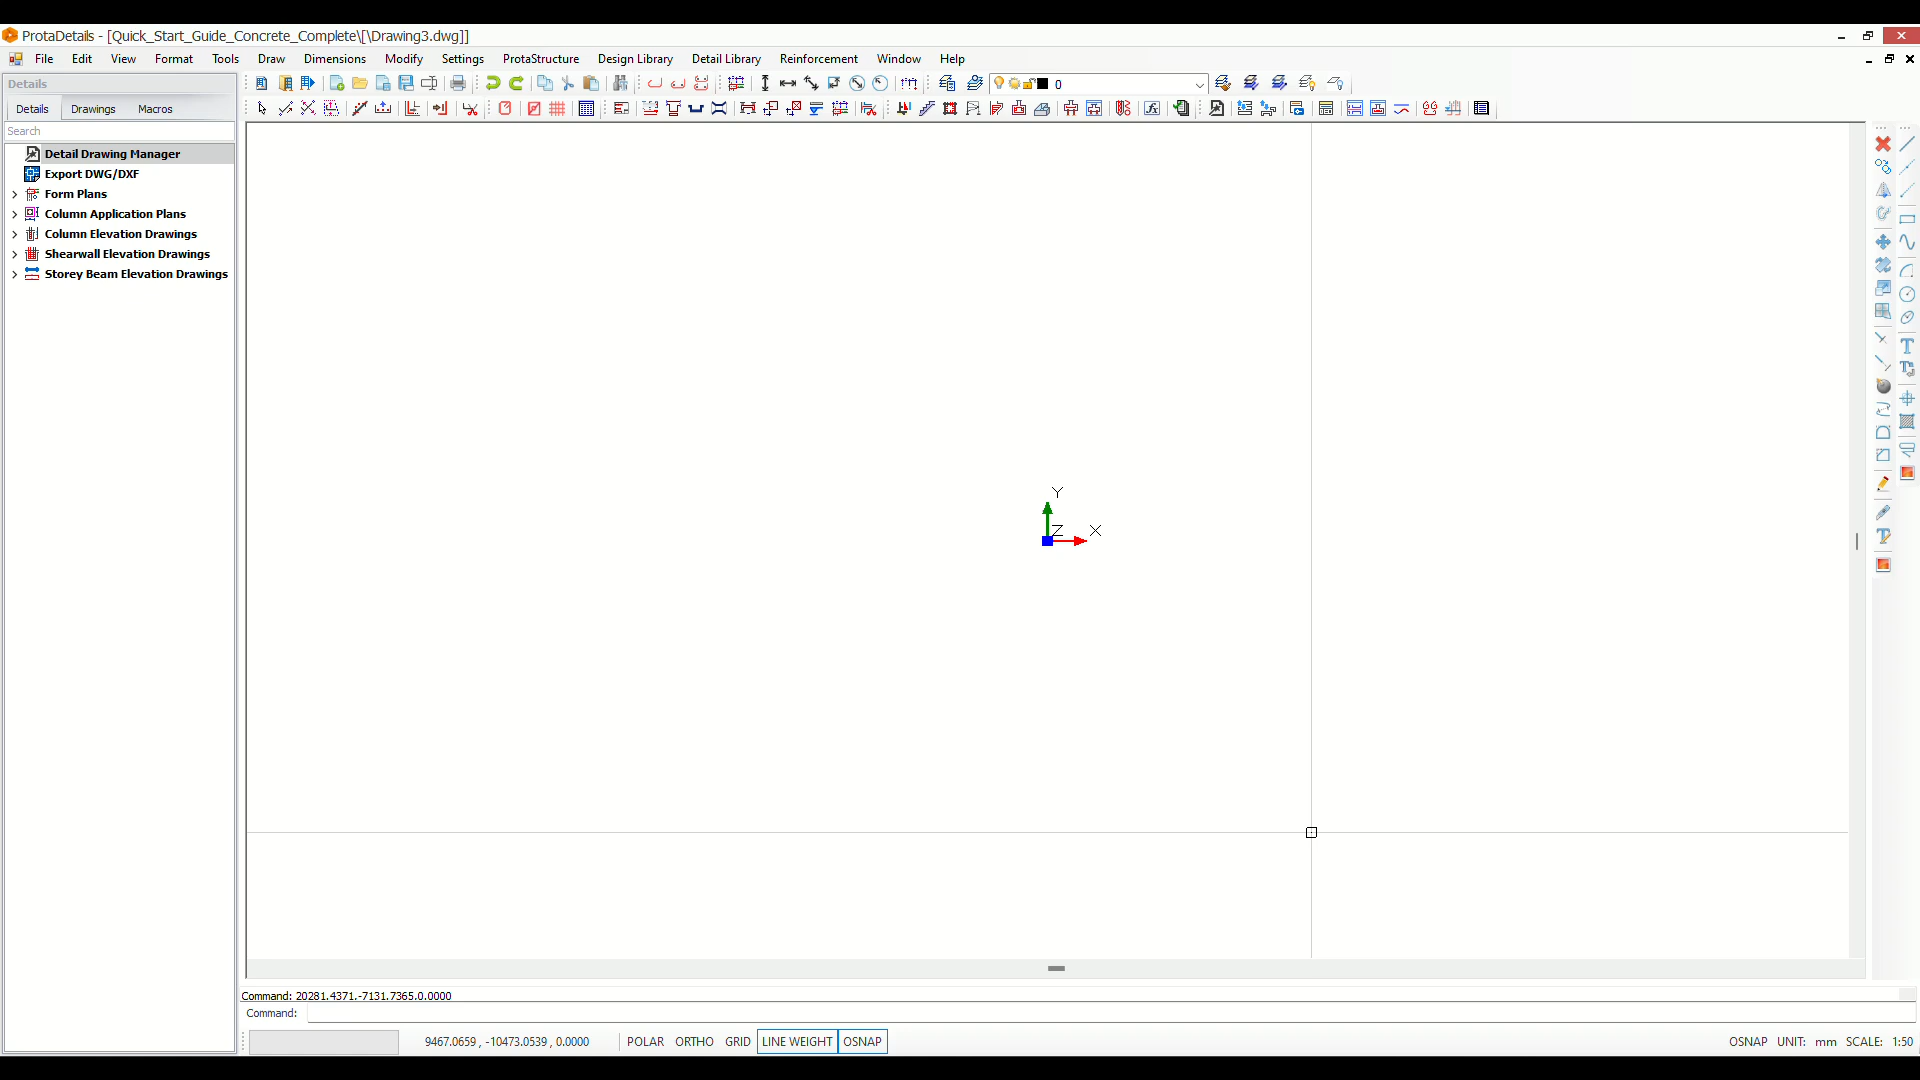 ProtaDetails - [Quick_Start_Guide_Concrete_Complete\[\Drawing3.dwg]]
File Edit View Format Tools Draw Dimensions Modify Settings ProtaStructure Design Library Detail Library Reinforcement Window Help
Details
0
Details Drawings Macros
Search
Detail Drawing Manager
Export DWG/DXF
Form Plans
Column Application Plans
Column Elevation Drawings
Shearwall Elevation Drawings
Storey Beam Elevation Drawings
Y
Z X
Command: 20281.4371,-7131.7365,0.0000
Command:
9467.0659 , -10473.0539 , 0.0000 POLAR ORTHO GRID LINE WEIGHT OSNAP OSNAP UNIT: mm SCALE: 1:50